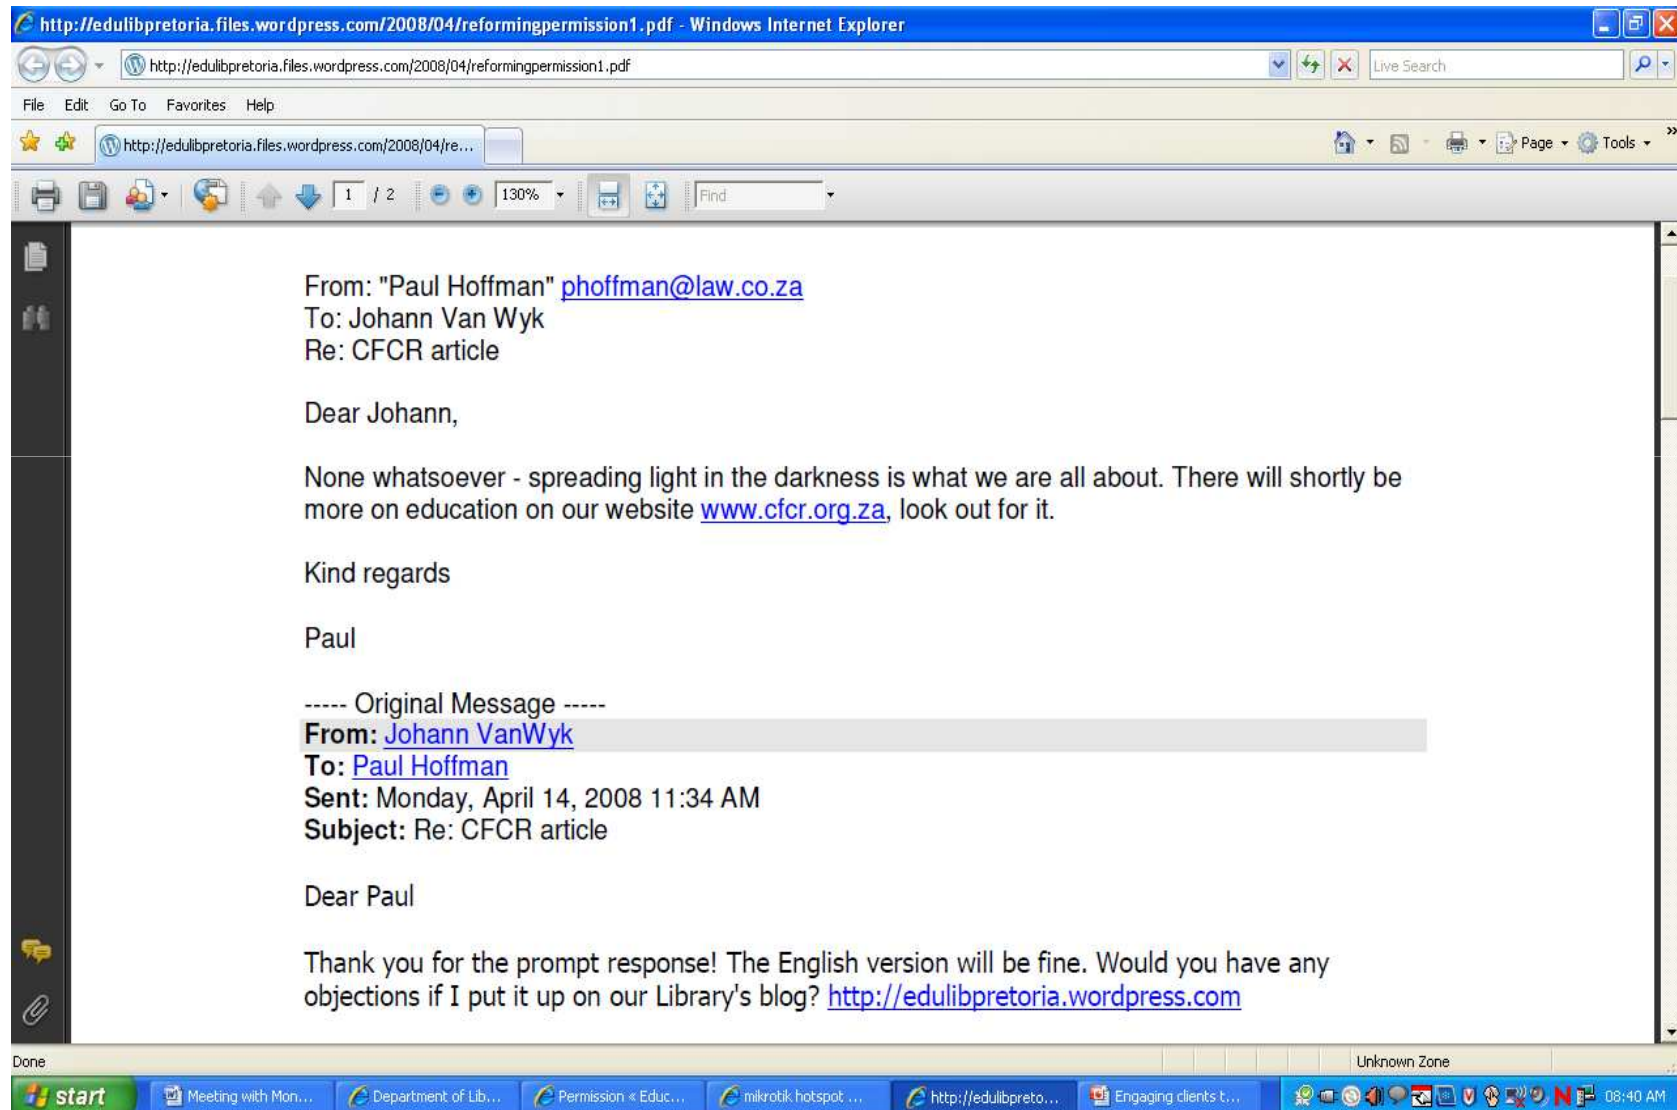 http://edulibpretoria.files.wordpress.com/2008/04/reformingpermission1.pdf - Windows Internet Explorer
http://edulibpretoria.files.wordpress.com/2008/04/reformingpermission1.pdf
Live Search
File Edit Go To Favorites Help
http://edulibpretoria.files.wordpress.com/2008/04/re...
Page Tools
1 / 2 130% Find
From: "Paul Hoffman" phoffman@law.co.za
To: Johann Van Wyk
Re: CFCR article
Dear Johann,
None whatsoever - spreading light in the darkness is what we are all about. There will shortly be
more on education on our website www.cfcr.org.za, look out for it.
Kind regards
Paul
----- Original Message -----
From: Johann VanWyk
To: Paul Hoffman
Sent: Monday, April 14, 2008 11:34 AM
Subject: Re: CFCR article
Dear Paul
Thank you for the prompt response! The English version will be fine. Would you have any
objections if I put it up on our Library's blog? http://edulibpretoria.wordpress.com
Done Unknown Zone
start Meeting with Mon... Department of Lib... Permission « Educ... mikrotik hotspot ... http://edulibpreto... Engaging clients t... 08:40 AM